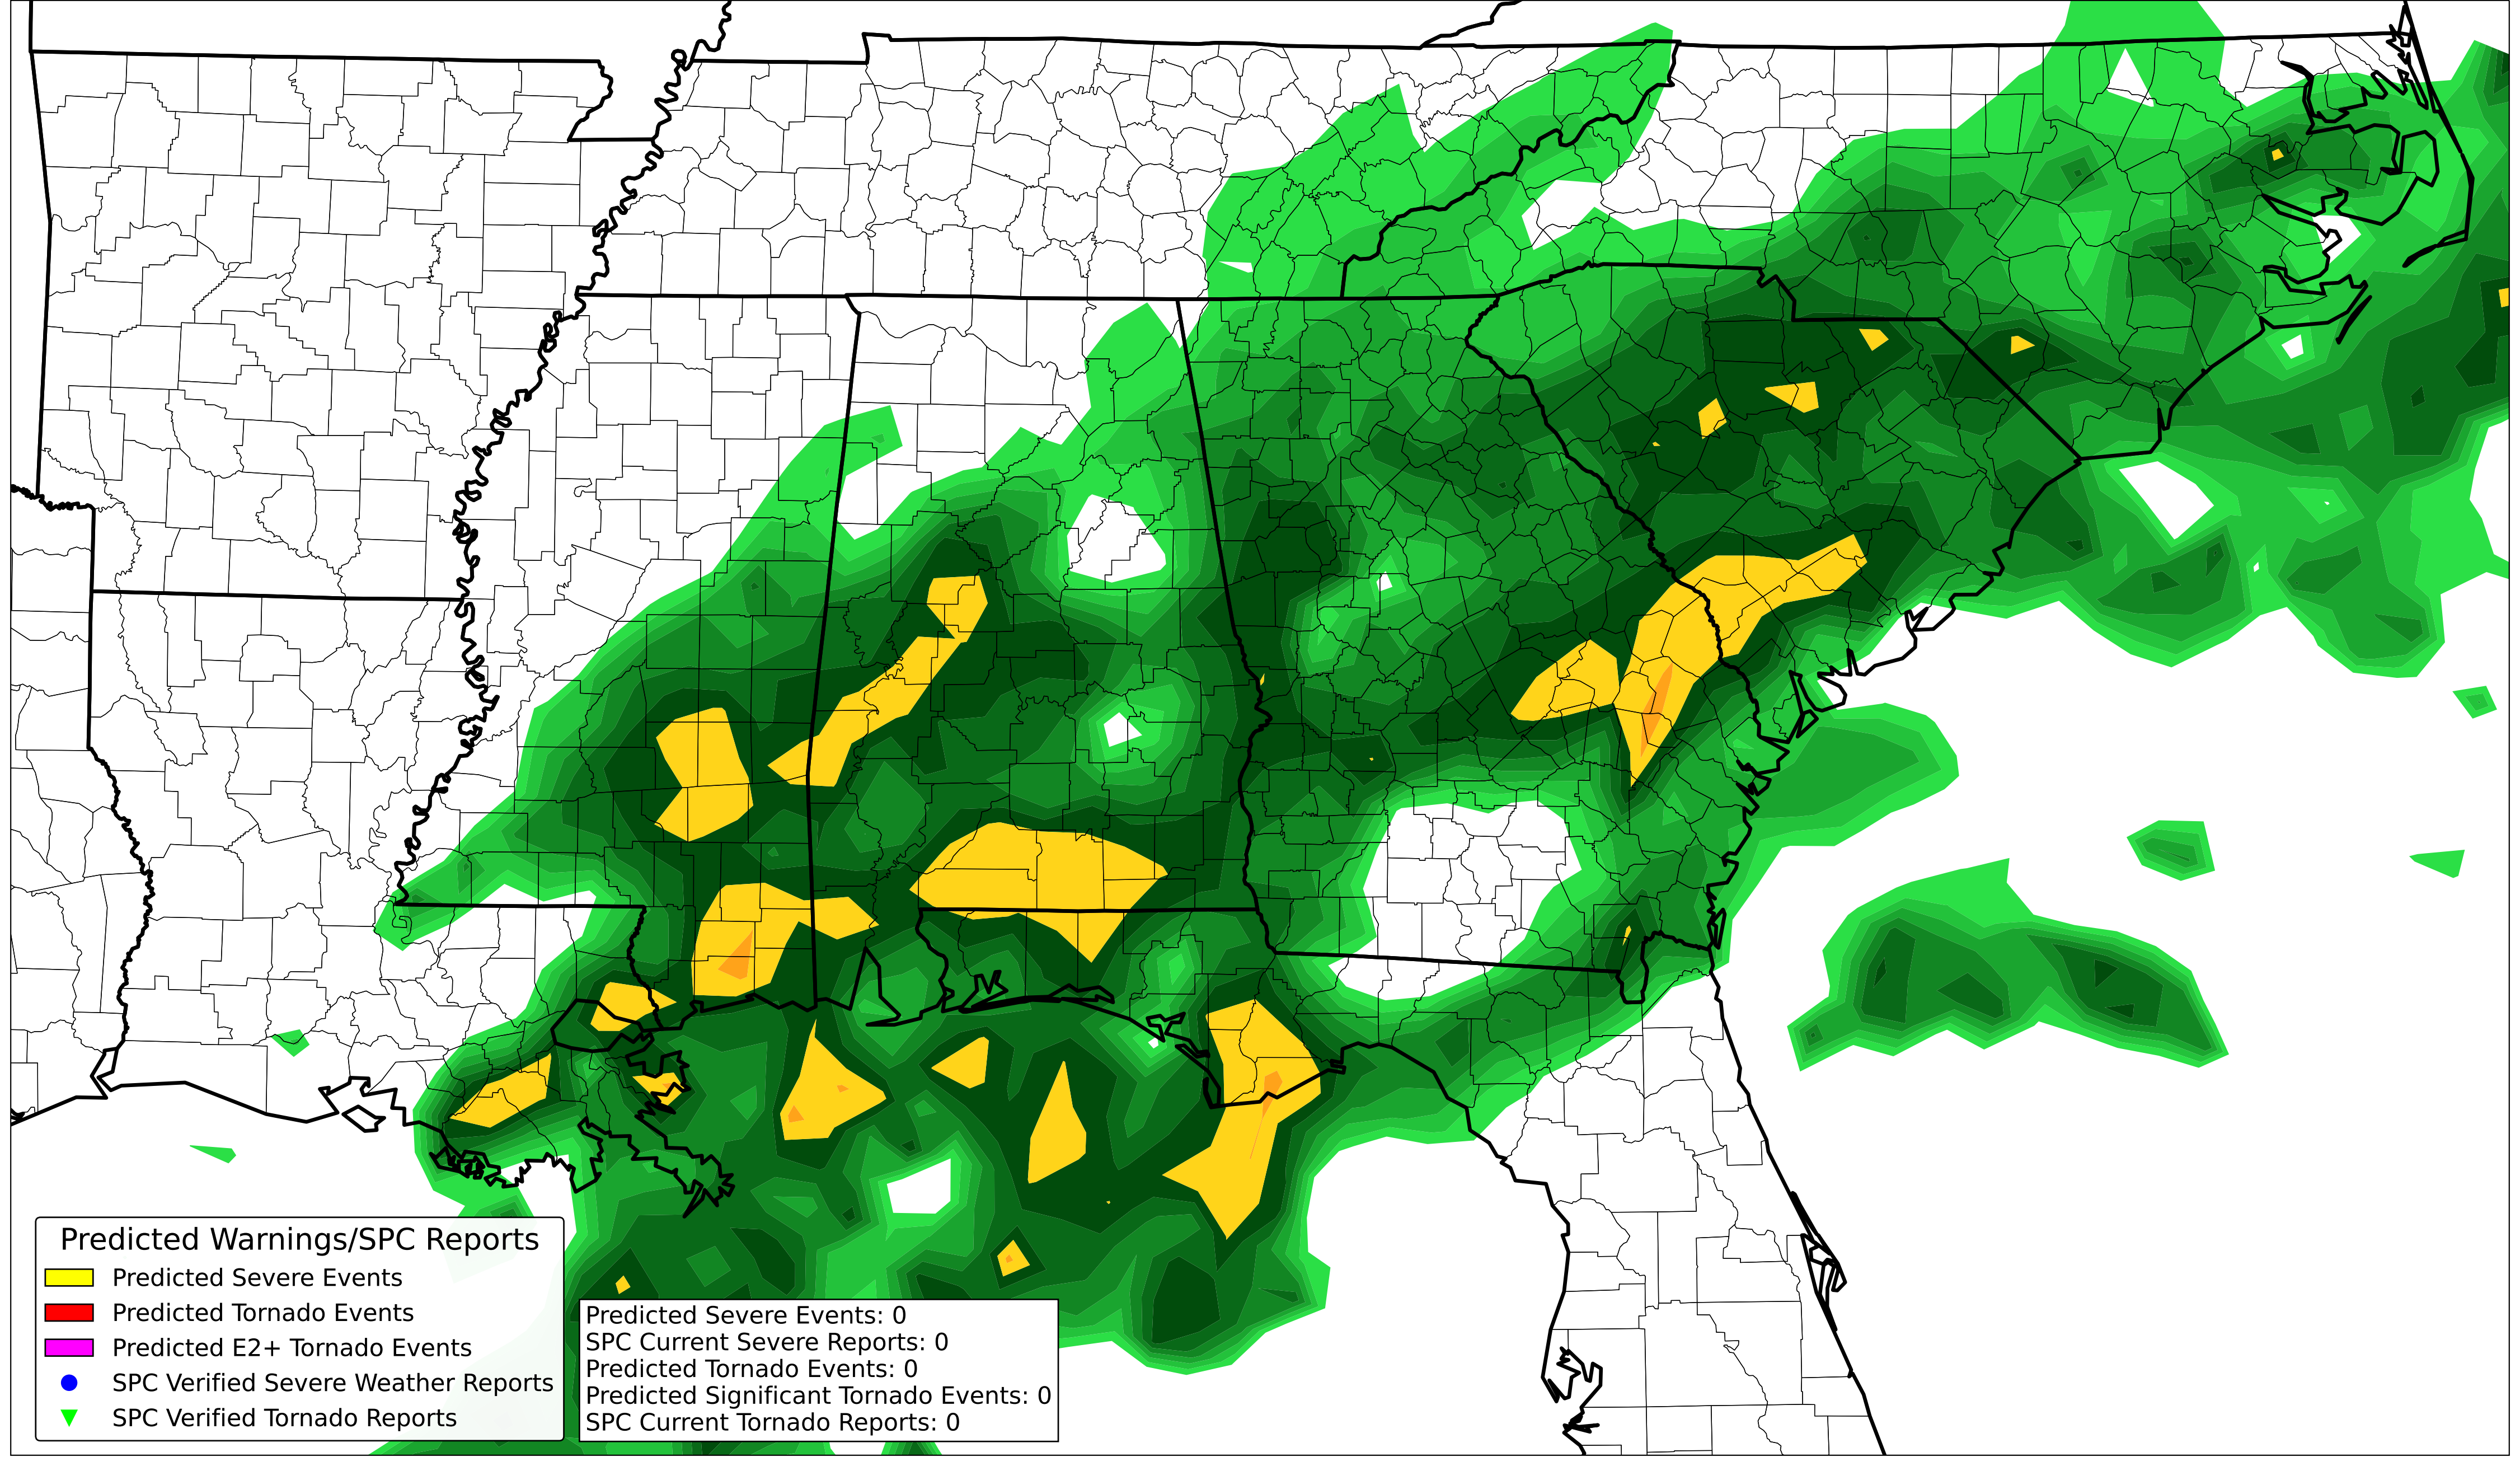 Predicted Warnings/SPC Reports
Predicted Severe Events
Predicted Tornado Events
Predicted E2+ Tornado Events
SPC Verified Severe Weather Reports
SPC Verified Tornado Reports
Predicted Severe Events: 0
SPC Current Severe Reports: 0
Predicted Tornado Events: 0
Predicted Significant Tornado Events: 0
SPC Current Tornado Reports: 0